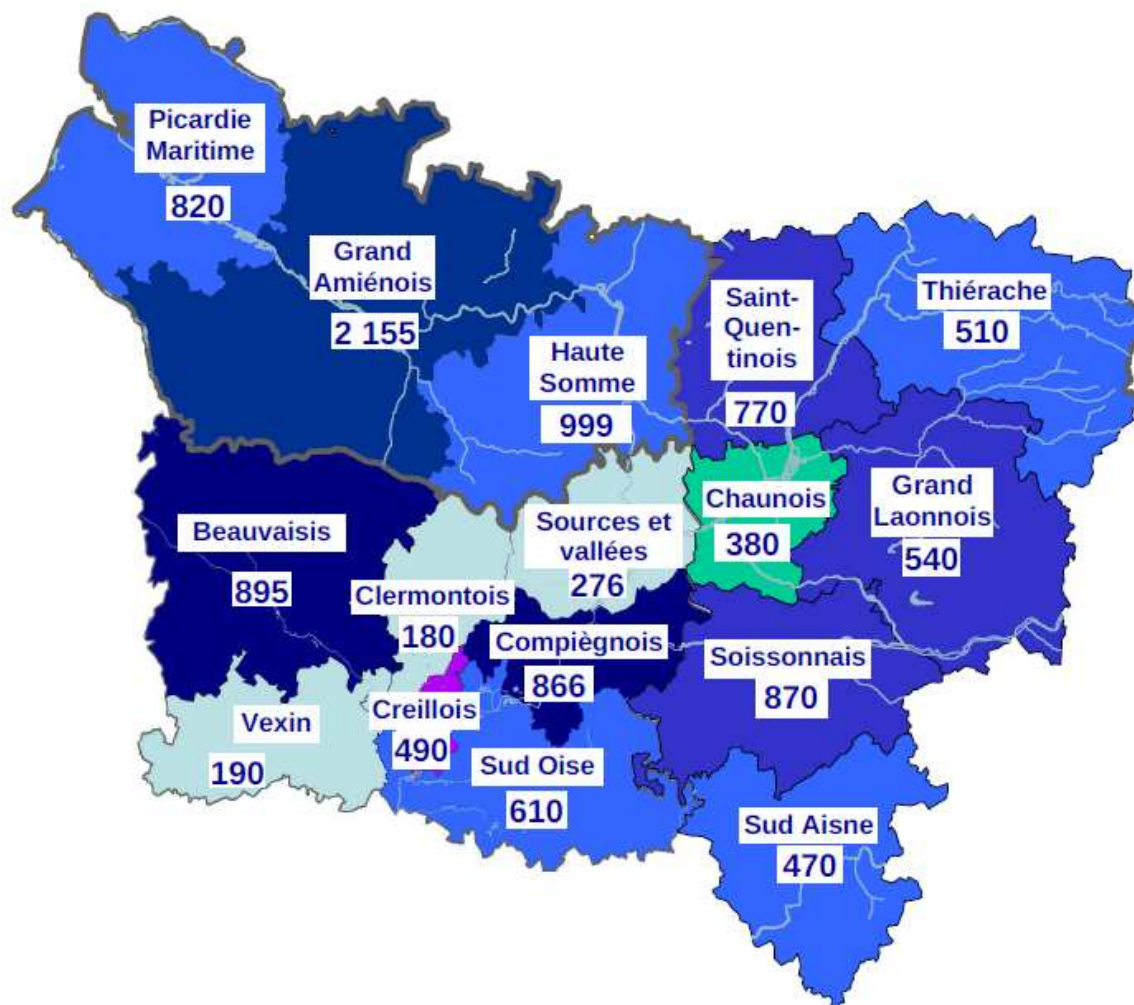 Picardie
Maritime
820
Grand
Amiénois
2 155
Haute
Somme
999
Saint-
Quen-
tinois
770
Thiérache
510
Beauvaisis
895
Clermontois
180
Sources et
vallées
276
Chaunois
380
Grand
Laonnois
540
Compiègnois
866
Soissonnais
870
Vexin
190
Creillois
490
Sud Oise
610
Sud Aisne
470